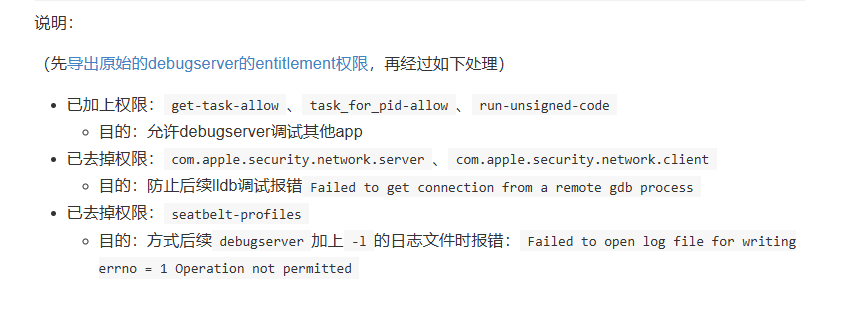 说明：
（先导出原始的debugserver的entitlement权限，再经过如下处理）
已加上权限： get-task-allow 、 task_for_pid-allow 、 run-unsigned-code
目的：允许debugserver调试其他app
已去掉权限： com.apple.security.network.server 、 com.apple.security.network.client
目的：防止后续lldb调试报错 Failed to get connection from a remote gdb process
已去掉权限： seatbelt-profiles
目的：方式后续 debugserver 加上 -l 的日志文件时报错： Failed to open log file for writing
errno = 1 Operation not permitted